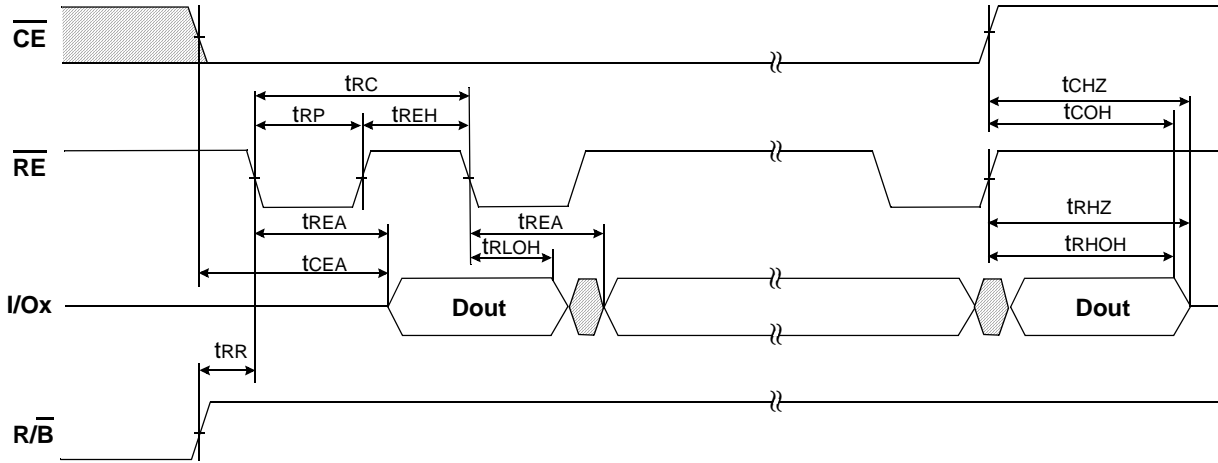 CE
tRC
tCHZ
tRP
tREH
tCOH
RE
tREA
tREA
tRHZ
tRLOH
tCEA
tRHOH
I/Ox
Dout
Dout
tRR
R/B